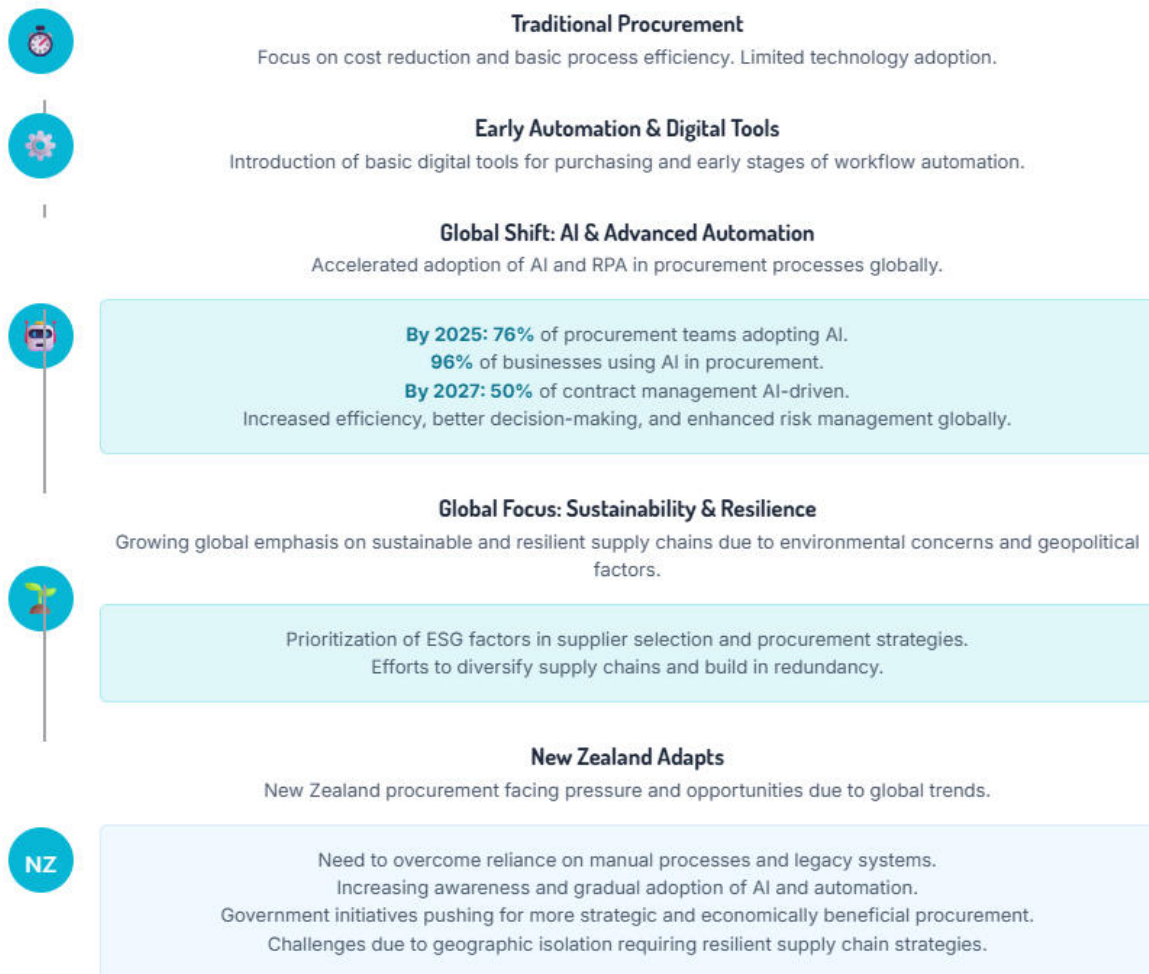 Traditional Procurement
Focus on cost reduction and basic process efficiency. Limited technology adoption.
Early Automation & Digital Tools
Introduction of basic digital tools for purchasing and early stages of workflow automation.
Global Shift: AI & Advanced Automation
Accelerated adoption of AI and RPA in procurement processes globally.
By 2025: 76% of procurement teams adopting AI.
96% of businesses using AI in procurement.
By 2027: 50% of contract management AI-driven.
Increased efficiency, better decision-making, and enhanced risk management globally.
Global Focus: Sustainability & Resilience
Growing global emphasis on sustainable and resilient supply chains due to environmental concerns and geopolitical
factors.
Prioritization of ESG factors in supplier selection and procurement strategies.
Efforts to diversify supply chains and build in redundancy.
New Zealand Adapts
New Zealand procurement facing pressure and opportunities due to global trends.
NZ
Need to overcome reliance on manual processes and legacy systems.
Increasing awareness and gradual adoption of AI and automation.
Government initiatives pushing for more strategic and economically beneficial procurement.
Challenges due to geographic isolation requiring resilient supply chain strategies.